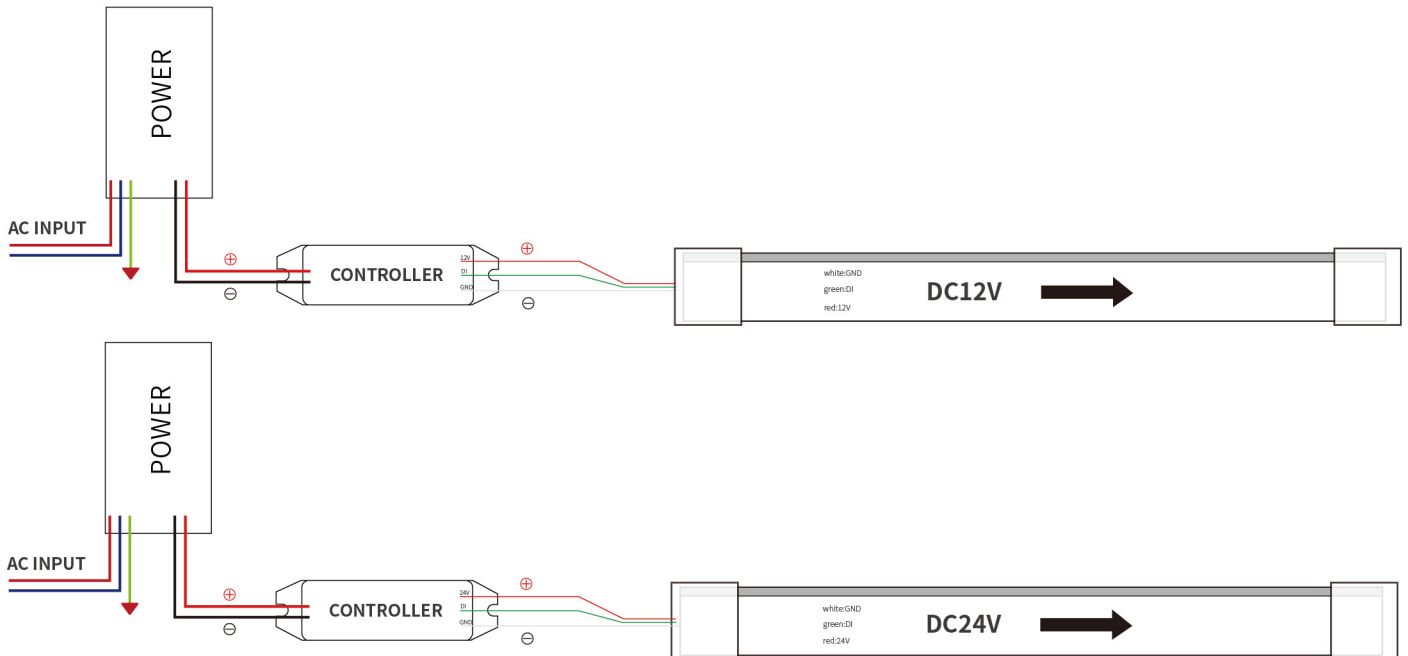 POWER
AC INPUT
CONTROLLER
12V
DI
GND
white:GND
green:DI
red:12V
DC12V
POWER
AC INPUT
CONTROLLER
24V
DI
GND
white:GND
green:DI
red:24V
DC24V